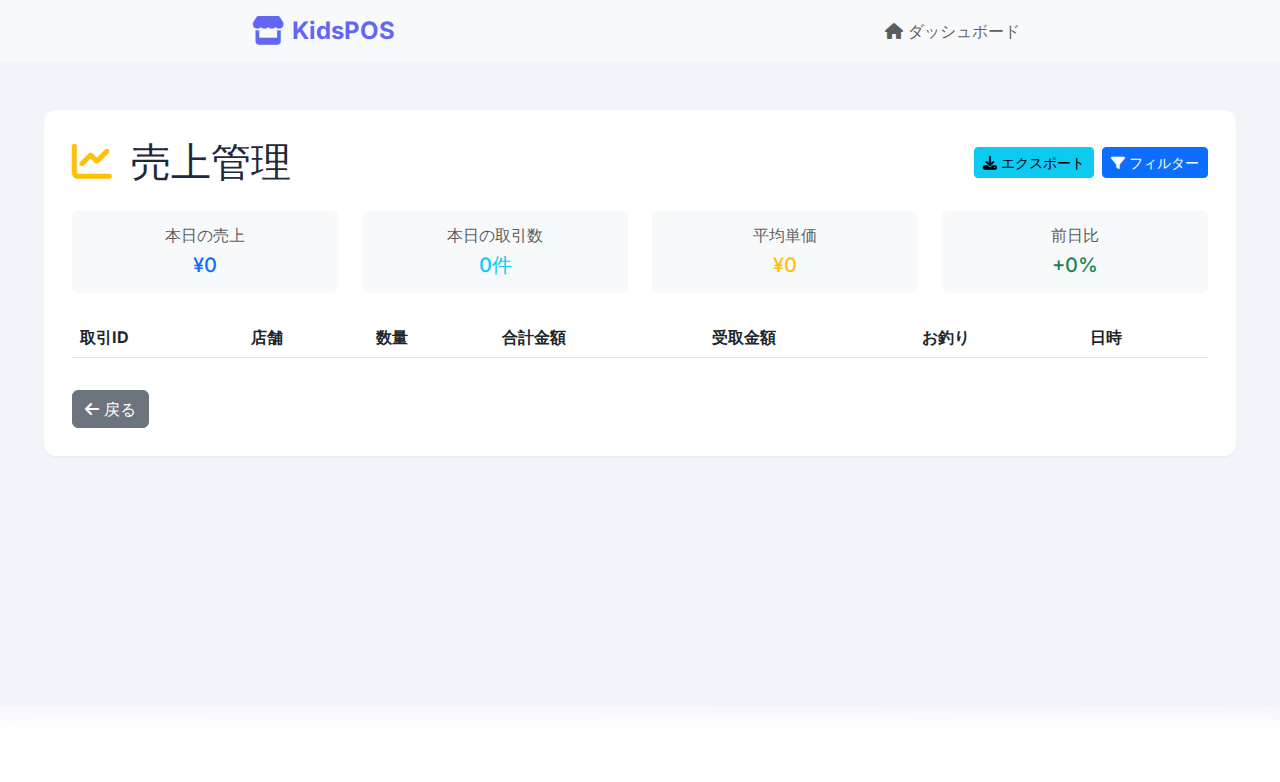 KidsPOS
ダッシュボード
売上管理
エクスポート
フィルター
本日の売上
¥0
本日の取引数
0件
平均単価
¥0
前日比
+0%
取引ID 店舗 数量 合計金額 受取金額 お釣り 日時
戻る